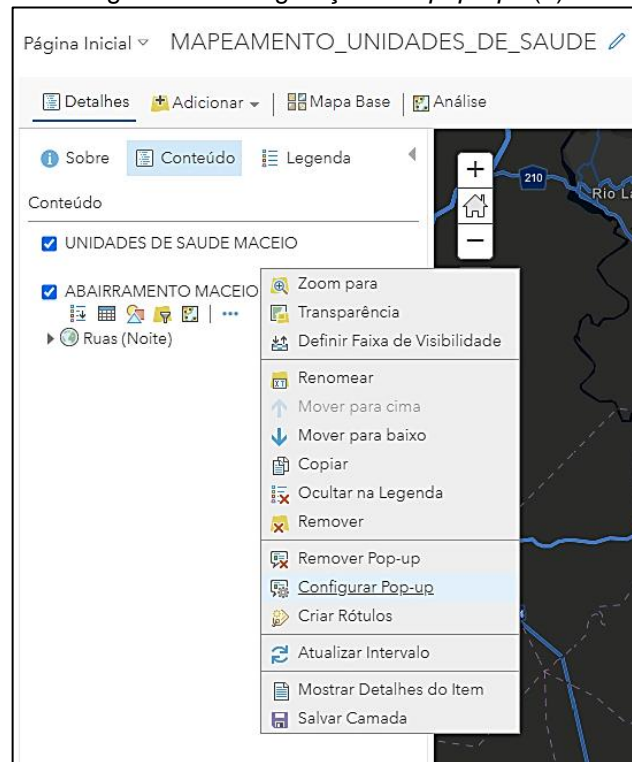 Página Inicial MAPEAMENTO_UNIDADES_DE_SAUDE
Detalhes Adicionar Mapa Base Análise
Sobre Conteúdo Legenda
Conteúdo
UNIDADES DE SAUDE MACEIO
ABAIRRAMENTO MACEIO
Ruas (Noite)
Zoom para
Transparência
Definir Faixa de Visibilidade
Renomear
Mover para cima
Mover para baixo
Copiar
Ocultar na Legenda
Remover
Remover Pop-up
Configurar Pop-up
Criar Rótulos
Atualizar Intervalo
Mostrar Detalhes do Item
Salvar Camada
+
210
Rio La
−